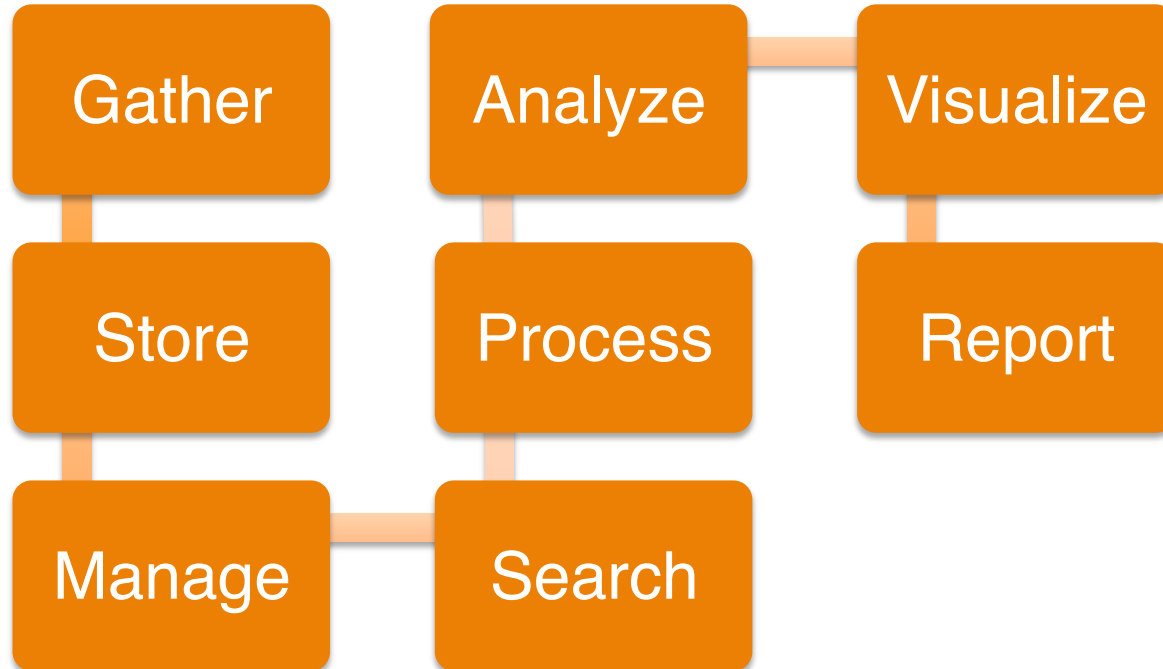 Gather
Store
Manage
Search
Process
Analyze
Visualize
Report